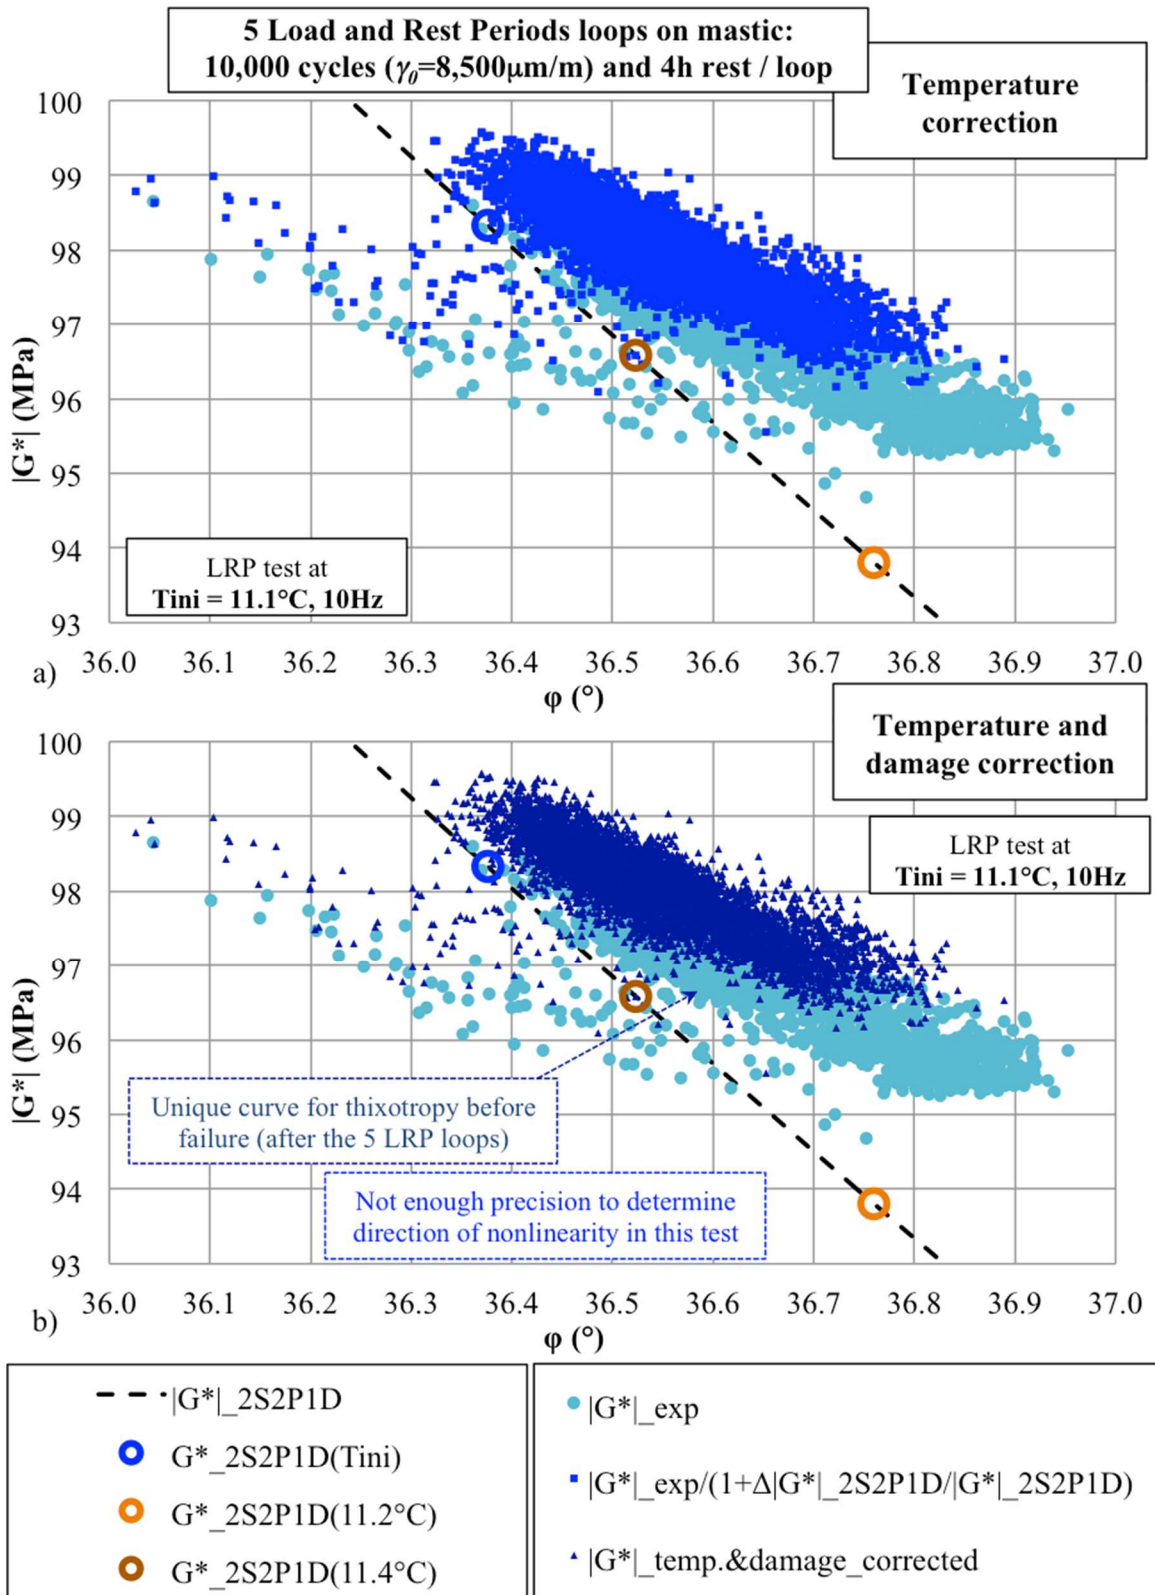 5 Load and Rest Periods loops on mastic:
10,000 cycles (γ0=8,500μm/m) and 4h rest / loop
Temperature
correction
100
99
98
97
96
95
94
93
|G*| (MPa)
LRP test at
Tini = 11.1°C, 10Hz
36.0 36.1 36.2 36.3 36.4 36.5 36.6 36.7 36.8 36.9 37.0
a)
φ (°)
Temperature and
damage correction
LRP test at
Tini = 11.1°C, 10Hz
100
99
98
97
96
95
94
93
|G*| (MPa)
Unique curve for thixotropy before
failure (after the 5 LRP loops)
Not enough precision to determine
direction of nonlinearity in this test
36.0 36.1 36.2 36.3 36.4 36.5 36.6 36.7 36.8 36.9 37.0
b)
φ (°)
|G*|_2S2P1D
G*_2S2P1D(Tini)
G*_2S2P1D(11.2°C)
G*_2S2P1D(11.4°C)
|G*|_exp
|G*|_exp/(1+Δ|G*|_2S2P1D/|G*|_2S2P1D)
|G*|_temp.&damage_corrected